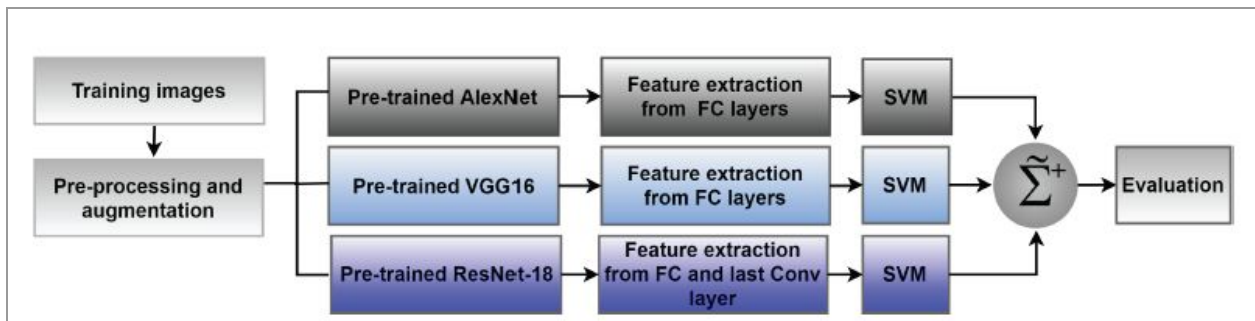 Training images
Pre-processing and
augmentation
Pre-trained AlexNet
Feature extraction
from FC layers
SVM
Pre-trained VGG16
Feature extraction
from FC layers
SVM
Pre-trained ResNet-18
Feature extraction
from FC and last Conv
layer
SVM
Σ̃⁺
Evaluation